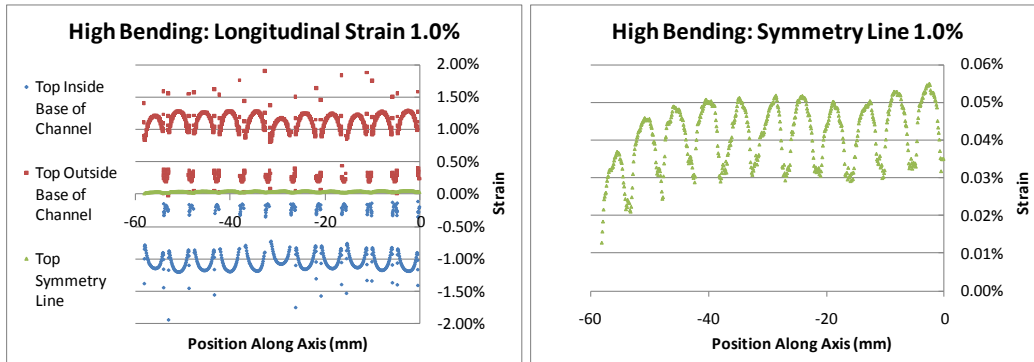 High Bending: Longitudinal Strain 1.0%
Top Inside
Base of
Channel
Top Outside
Base of
Channel
Top
Symmetry
Line
2.00%
1.50%
1.00%
0.50%
0.00%
-0.50%
-1.00%
-1.50%
-2.00%
Strain
-60
-40
-20
0
Position Along Axis (mm)
High Bending: Symmetry Line 1.0%
0.06%
0.05%
0.04%
0.03%
0.02%
0.01%
0.00%
Strain
-60
-40
-20
0
Position Along Axis (mm)